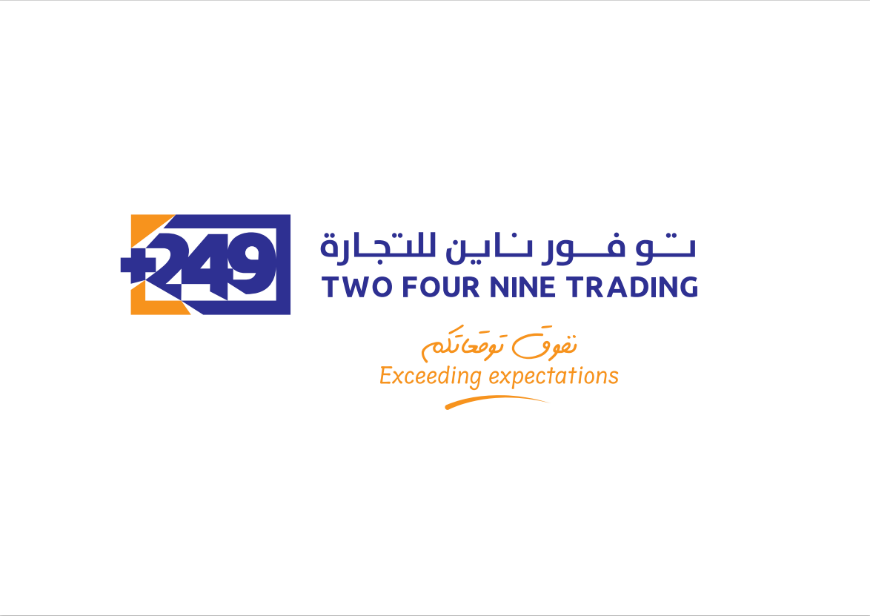 +249
تو فور ناين للتجارة
TWO FOUR NINE TRADING
نفوق توقعاتكم
Exceeding expectations